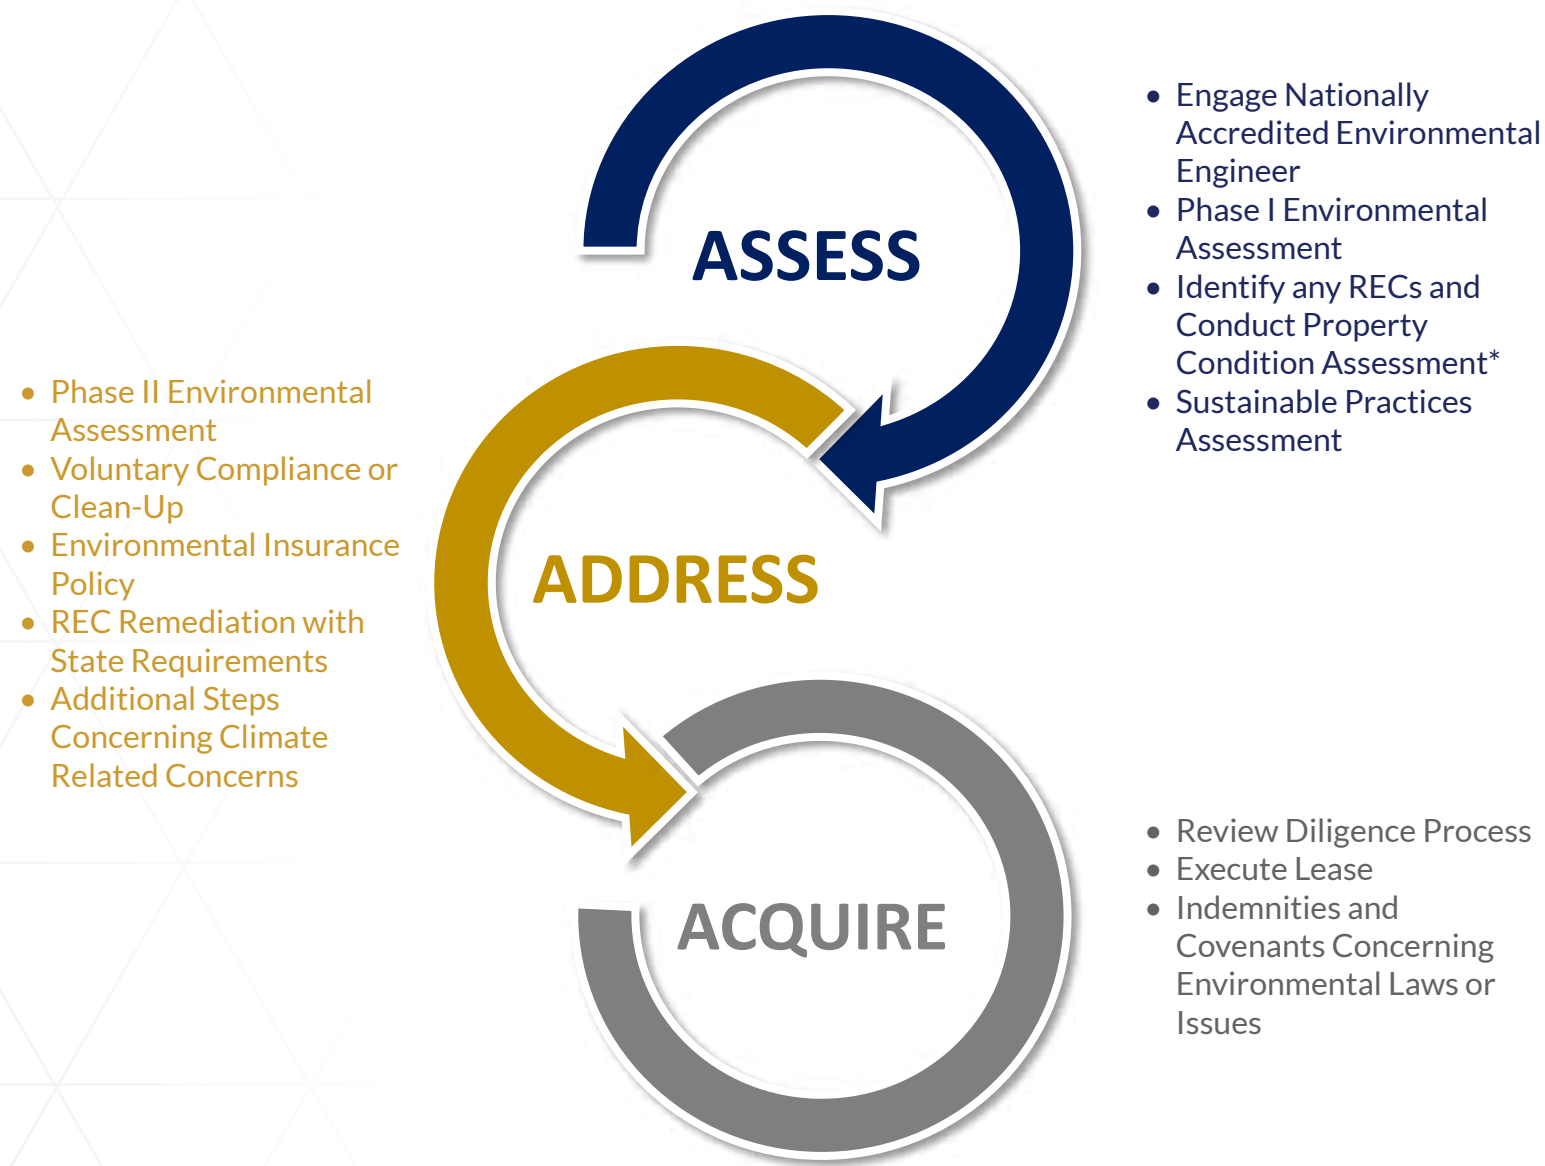 ASSESS
• Engage Nationally
Accredited Environmental
Engineer
• Phase I Environmental
Assessment
• Identify any RECs and
Conduct Property
Condition Assessment*
• Sustainable Practices
Assessment
ADDRESS
• Phase II Environmental
Assessment
• Voluntary Compliance or
Clean-Up
• Environmental Insurance
Policy
• REC Remediation with
State Requirements
• Additional Steps
Concerning Climate
Related Concerns
ACQUIRE
• Review Diligence Process
• Execute Lease
• Indemnities and
Covenants Concerning
Environmental Laws or
Issues